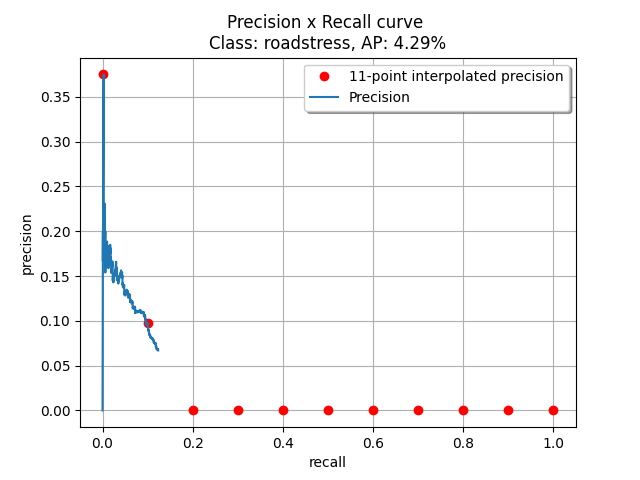 Precision x Recall curve
Class: roadstress, AP: 4.29%
11-point interpolated precision
Precision
0.35
0.30
0.25
0.20
0.15
0.10
0.05
0.00
precision
0.0 0.2 0.4 0.6 0.8 1.0
recall